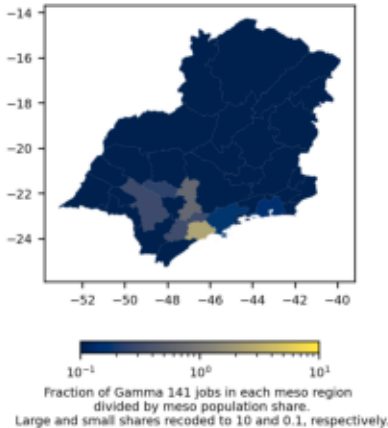 −14
−16
−18
−20
−22
−24
−52 −50 −48 −46 −44 −42 −40
10⁻¹ 10⁰ 10¹
Fraction of Gamma 141 jobs in each meso region
divided by meso population share.
Large and small shares recoded to 10 and 0.1, respectively